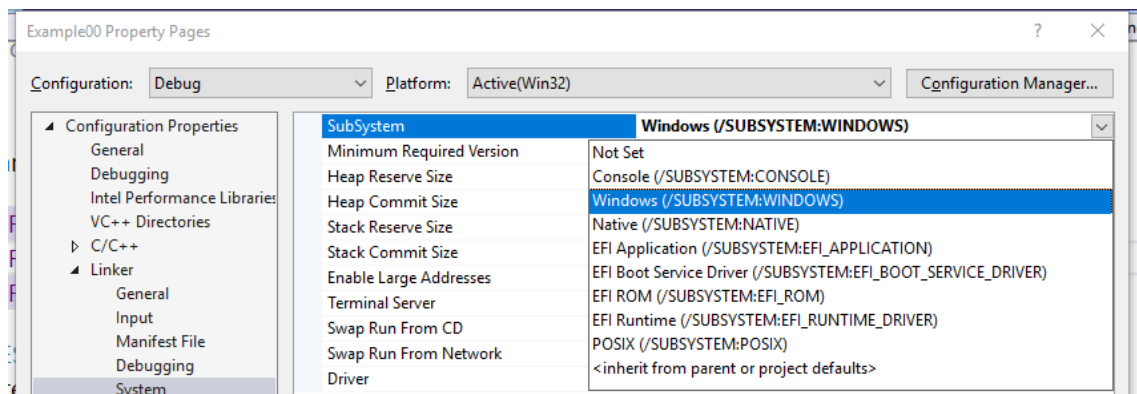 Example00 Property Pages
? ×
Configuration: Debug Platform: Active(Win32) Configuration Manager...
Configuration Properties
General
Debugging
Intel Performance Libraries
VC++ Directories
C/C++
Linker
General
Input
Manifest File
Debugging
System
SubSystem Windows (/SUBSYSTEM:WINDOWS)
Minimum Required Version
Heap Reserve Size
Heap Commit Size
Stack Reserve Size
Stack Commit Size
Enable Large Addresses
Terminal Server
Swap Run From CD
Swap Run From Network
Driver
Not Set
Console (/SUBSYSTEM:CONSOLE)
Windows (/SUBSYSTEM:WINDOWS)
Native (/SUBSYSTEM:NATIVE)
EFI Application (/SUBSYSTEM:EFI_APPLICATION)
EFI Boot Service Driver (/SUBSYSTEM:EFI_BOOT_SERVICE_DRIVER)
EFI ROM (/SUBSYSTEM:EFI_ROM)
EFI Runtime (/SUBSYSTEM:EFI_RUNTIME_DRIVER)
POSIX (/SUBSYSTEM:POSIX)
<inherit from parent or project defaults>